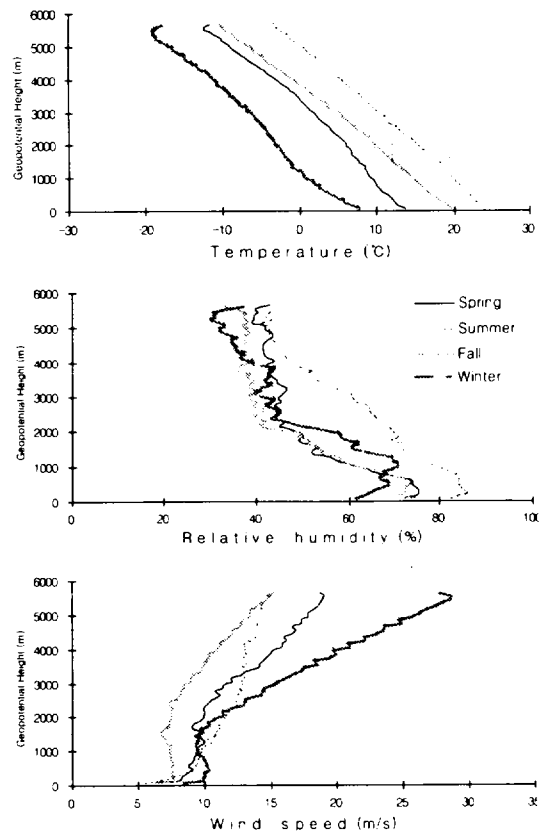 6000
5000
4000
3000
2000
1000
0
Geopotential Height (m)
-30 -20 -10 0 10 20 30
Temperature (℃)
6000
5000
4000
3000
2000
1000
0
Geopotential Height (m)
Spring
Summer
Fall
Winter
0 20 40 60 80 100
Relative humidity (%)
6000
5000
4000
3000
2000
1000
0
Geopotential Height (m)
0 5 10 15 20 25 30 35
Wind speed (m/s)